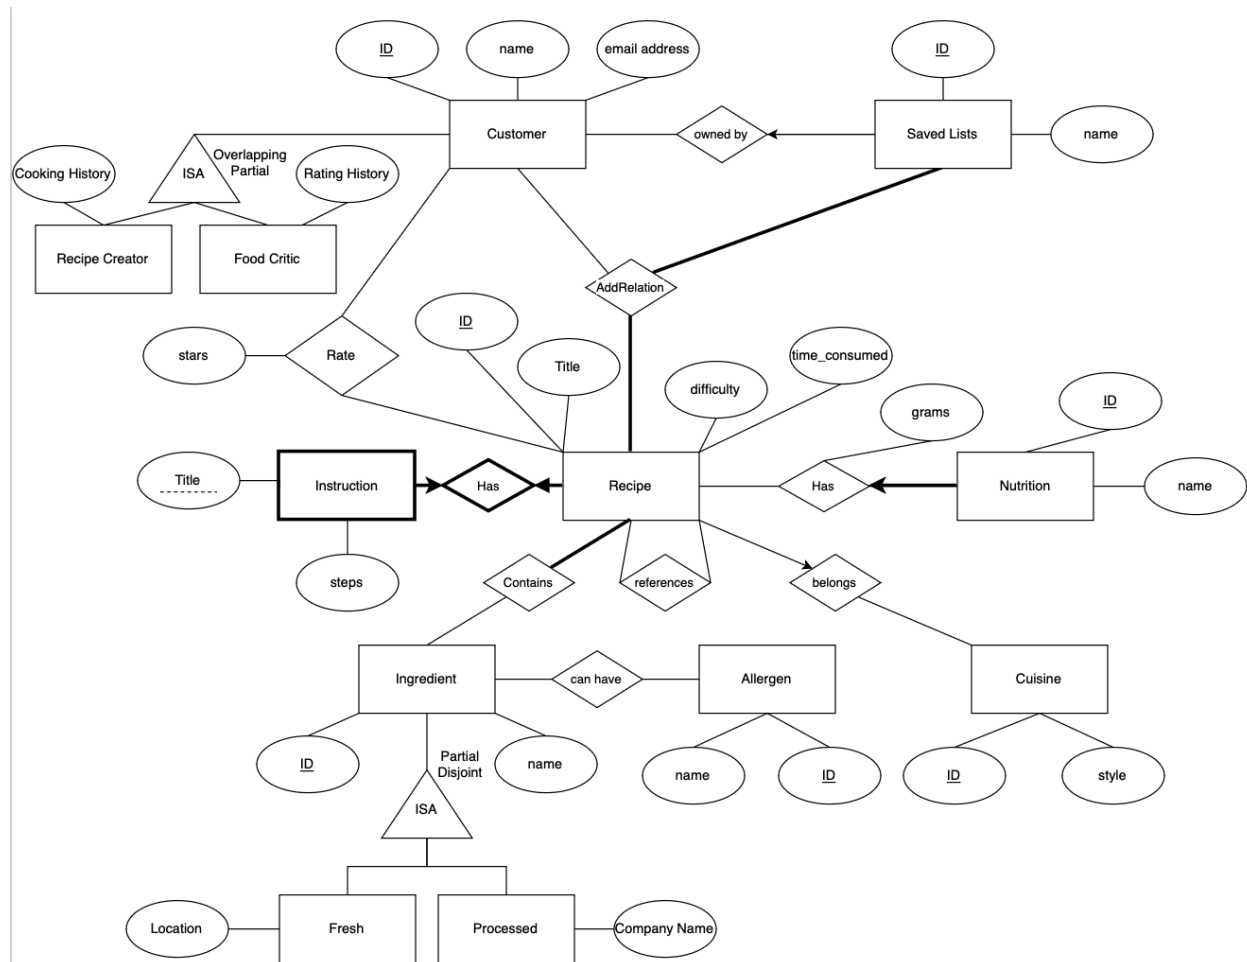 ID
name
email address
ID
Customer
owned by
Saved Lists
name
Overlapping
Partial
Cooking History
ISA
Rating History
Recipe Creator
Food Critic
AddRelation
ID
stars
Rate
Title
time_consumed
difficulty
grams
ID
Title
Instruction
Has
Recipe
Has
Nutrition
name
steps
Contains
references
belongs
Ingredient
can have
Allergen
Cuisine
ID
Partial
Disjoint
name
name
ID
ID
style
ISA
Location
Fresh
Processed
Company Name